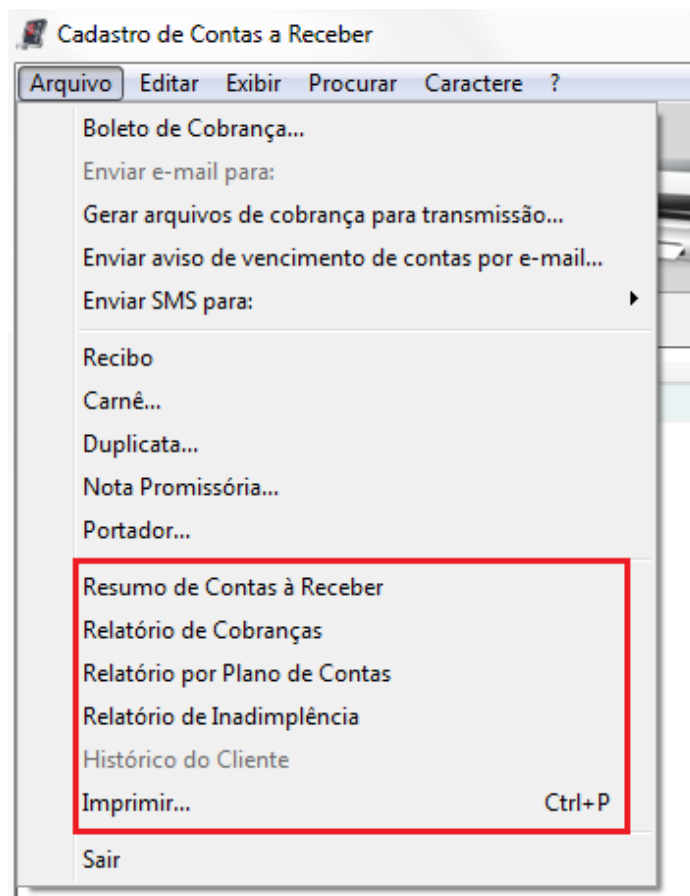 Cadastro de Contas a Receber
Arquivo Editar Exibir Procurar Caractere ?
Boleto de Cobrança...
Enviar e-mail para:
Gerar arquivos de cobrança para transmissão...
Enviar aviso de vencimento de contas por e-mail...
Enviar SMS para:
Recibo
Carnê...
Duplicata...
Nota Promissória...
Portador...
Resumo de Contas à Receber
Relatório de Cobranças
Relatório por Plano de Contas
Relatório de Inadimplência
Histórico do Cliente
Imprimir... Ctrl+P
Sair